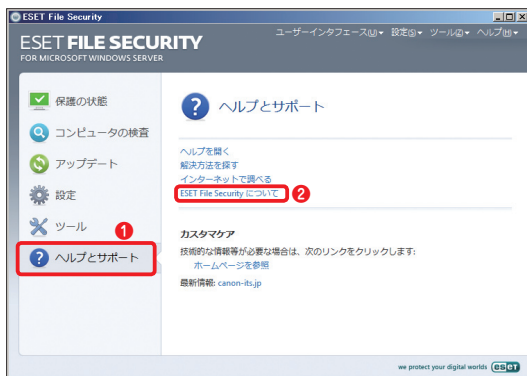 ESET File Security
ESET FILE SECURITY
FOR MICROSOFT WINDOWS SERVER
ユーザーインタフェース(U)▾ 設定(S)▾ ツール(Z)▾ ヘルプ(H)▾
保護の状態
コンピュータの検査
アップデート
設定
ツール
1
ヘルプとサポート
ヘルプとサポート
ヘルプを開く
解決方法を探す
インターネットで調べる
ESET File Security について
2
カスタマケア
技術的な情報等が必要な場合は、次のリンクをクリックします:
ホームページを参照
最新情報: canon-its.jp
we protect your digital worlds eset